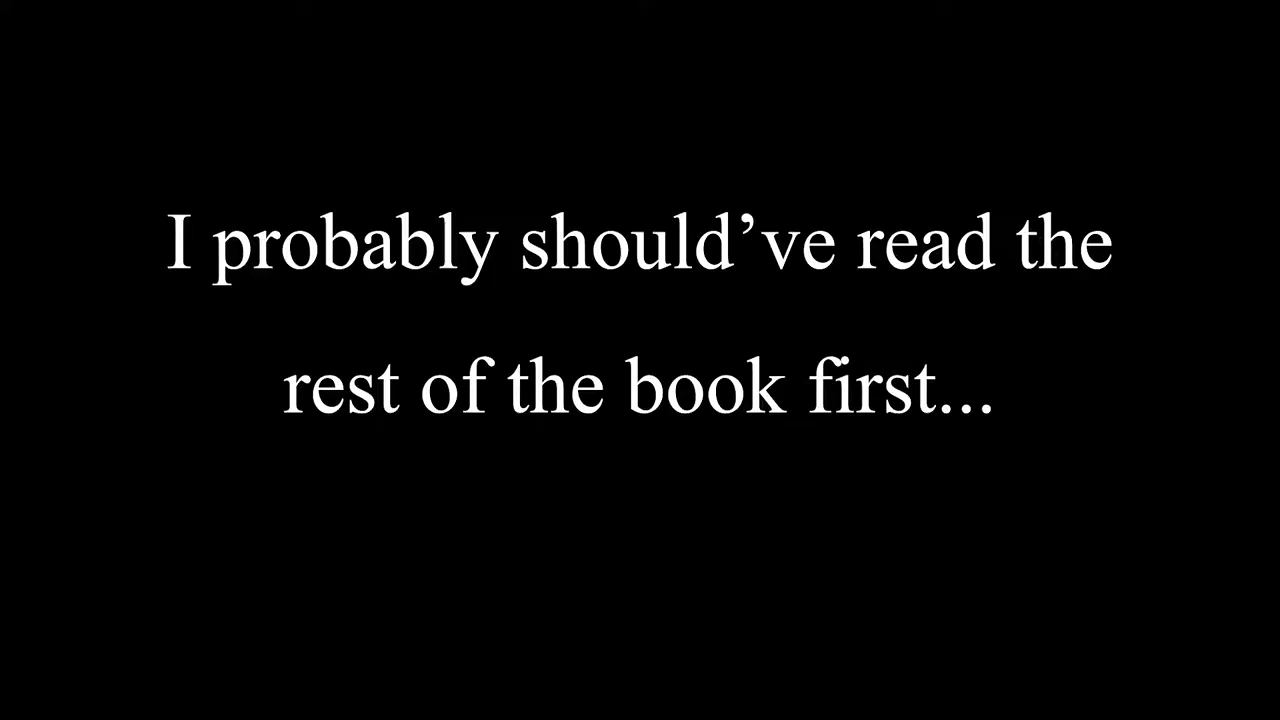 I probably should’ve read the
rest of the book first...